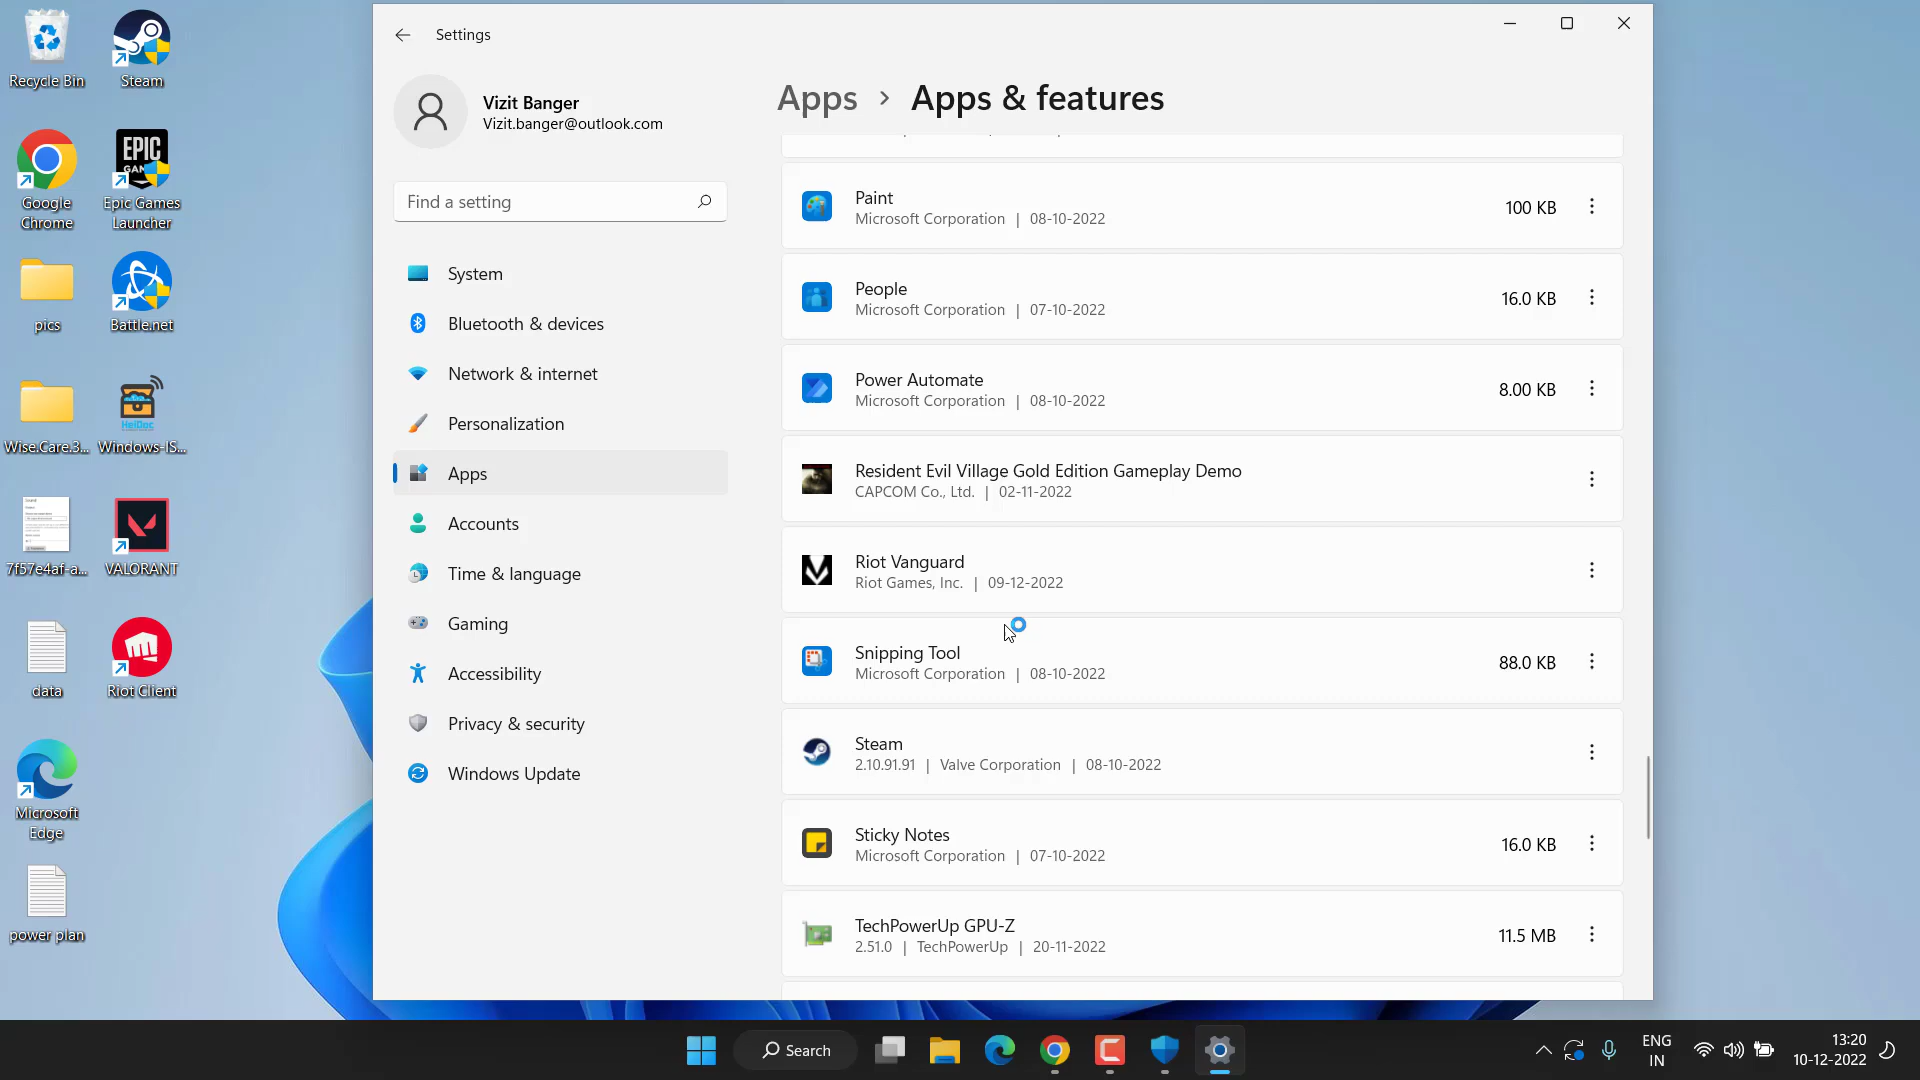 Recycle Bin
Steam
Google
Chrome
EPIC
GAMES
Epic Games
Launcher
pics
Battle.net
Wise.Care.3...
HeiDoc
Windows-IS...
7f57e4af-a...
VALORANT
data
Riot Client
Microsoft
Edge
power plan
Settings
Vizit Banger
Vizit.banger@outlook.com
Find a setting
System
Bluetooth & devices
Network & internet
Personalization
Apps
Accounts
Time & language
Gaming
Accessibility
Privacy & security
Windows Update
Apps > Apps & features
Paint
Microsoft Corporation | 08-10-2022
100 KB
People
Microsoft Corporation | 07-10-2022
16.0 KB
Power Automate
Microsoft Corporation | 08-10-2022
8.00 KB
Resident Evil Village Gold Edition Gameplay Demo
CAPCOM Co., Ltd. | 02-11-2022
Riot Vanguard
Riot Games, Inc. | 09-12-2022
Snipping Tool
Microsoft Corporation | 08-10-2022
88.0 KB
Steam
2.10.91.91 | Valve Corporation | 08-10-2022
Sticky Notes
Microsoft Corporation | 07-10-2022
16.0 KB
TechPowerUp GPU-Z
2.51.0 | TechPowerUp | 20-11-2022
11.5 MB
Search
ENG
IN
13:20
10-12-2022